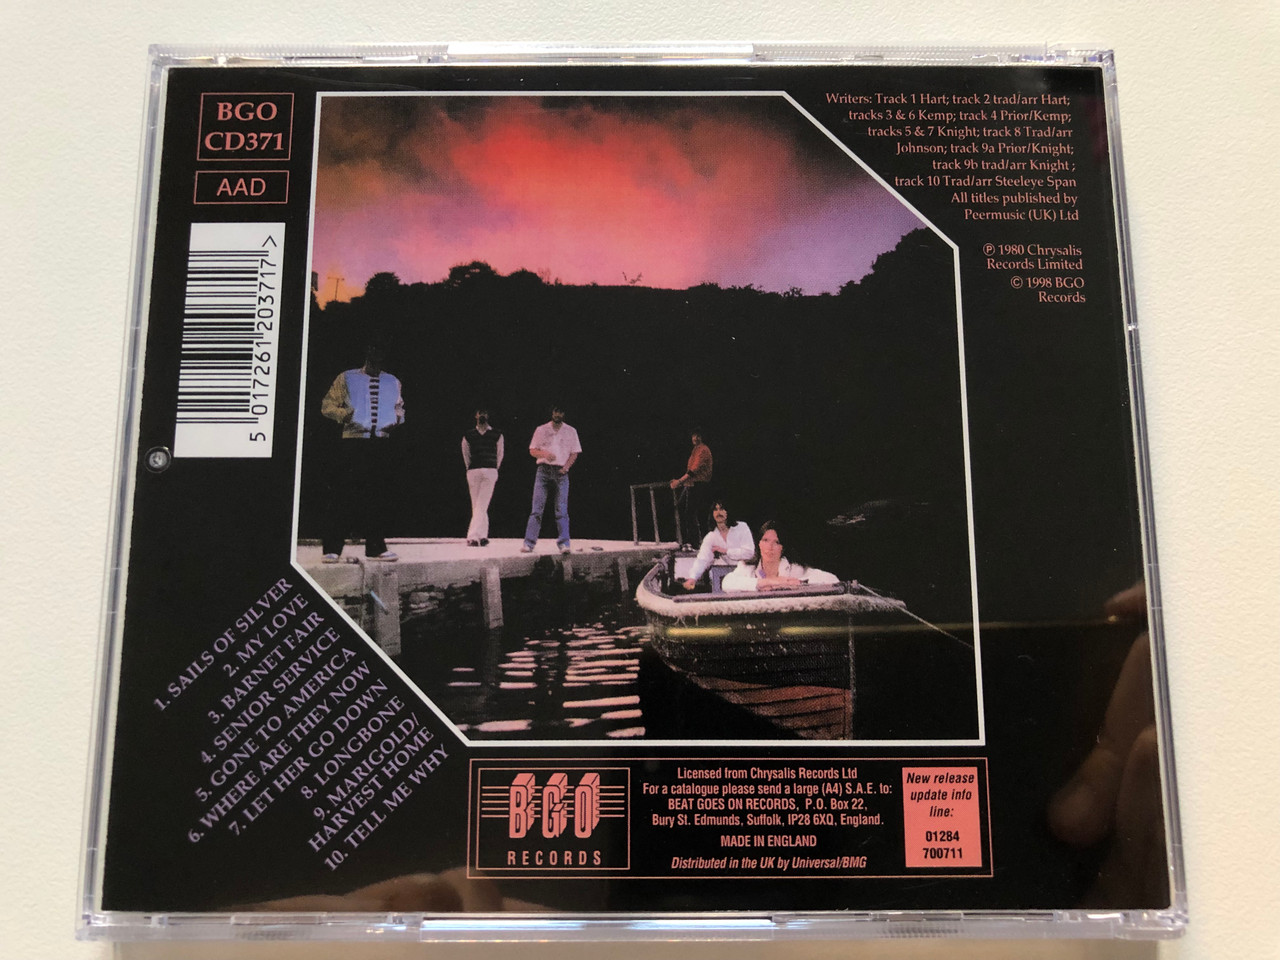 BGO
CD371
AAD
5 017261 203717 >
Writers: Track 1 Hart; track 2 trad/arr Hart;
tracks 3 & 6 Kemp; track 4 Prior/Kemp;
tracks 5 & 7 Knight; track 8 Trad/arr
Johnson; track 9a Prior/Knight;
track 9b trad/arr Knight ;
track 10 Trad/arr Steeleye Span
All titles published by
Peermusic (UK) Ltd
℗ 1980 Chrysalis
Records Limited
© 1998 BGO
Records
1. SAILS OF SILVER
2. MY LOVE
3. BARNET FAIR
4. SENIOR SERVICE
5. GONE TO AMERICA
6. WHERE ARE THEY NOW
7. LET HER GO DOWN
8. LONGBONE
9. MARIGOLD/
HARVEST HOME
10. TELL ME WHY
BGO
RECORDS
Licensed from Chrysalis Records Ltd
For a catalogue please send a large (A4) S.A.E. to:
BEAT GOES ON RECORDS, P.O. Box 22,
Bury St. Edmunds, Suffolk, IP28 6XQ, England.
MADE IN ENGLAND
Distributed in the UK by Universal/BMG
New release
update info
line:
01284
700711